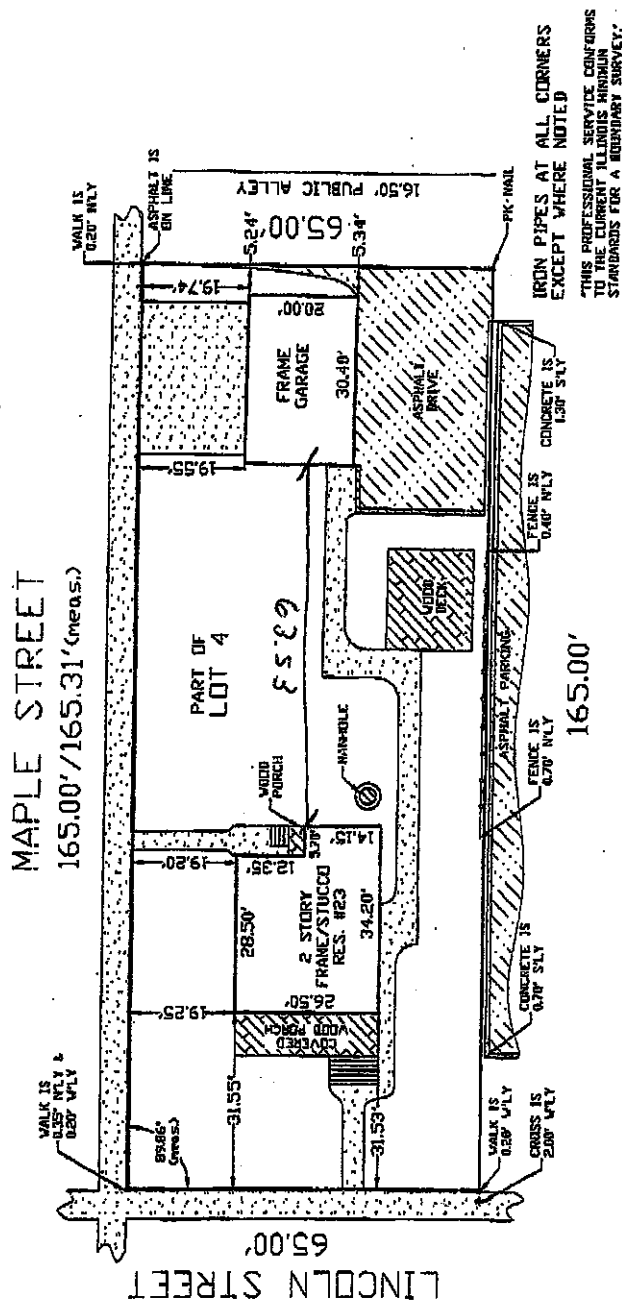 MAPLE STREET
165.00'/165.31' (meas.)
WALK IS
0.20' N'LY
ASPHALT IS
ON LINE
WALK IS
0.35' N'LY &
0.20' W'LY
89.86'
(meas.)
LINCOLN STREET
65.00'
16.50' PUBLIC ALLEY
65.00'
5.24'
5.34'
19.74'
19.55'
20.00'
FRAME
GARAGE
30.40'
ASPHALT
DRIVE
PART OF
LOT 4
63.53
WOOD
PORCH
MANHOLE
WOOD
DECK
19.20'
12.35'
5.70'
14.15'
28.50'
2 STORY
FRAME/STUCCO
RES. #23
34.20'
26.50'
19.25'
COVERED
WOOD PORCH
31.55'
31.53'
WALK IS
0.20' W'LY
CROSS IS
2.00' W'LY
CONCRETE IS
0.70' S'LY
FENCE IS
0.70' N'LY
ASPHALT PARKING
FENCE IS
0.40' N'LY
CONCRETE IS
1.30' S'LY
PK-NAIL
165.00'
IRON PIPES AT ALL CORNERS
EXCEPT WHERE NOTED
"THIS PROFESSIONAL SERVICE CONFORMS
TO THE CURRENT ILLINOIS MINIMUM
STANDARDS FOR A BOUNDARY SURVEY."